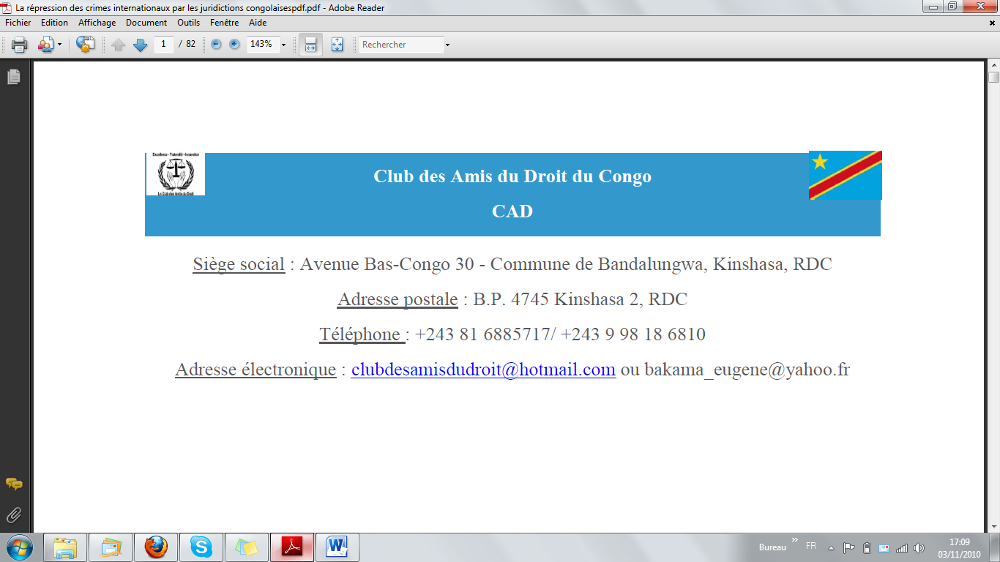 La répression des crimes internationaux par les juridictions congolaisespdf.pdf - Adobe Reader
Fichier Edition Affichage Document Outils Fenêtre Aide
1 / 82 143% Rechercher
Excellence - Fraternité - Innovation
Le Club des Amis du Droit
Club des Amis du Droit du Congo
CAD
Siège social : Avenue Bas-Congo 30 - Commune de Bandalungwa, Kinshasa, RDC
Adresse postale : B.P. 4745 Kinshasa 2, RDC
Téléphone : +243 81 6885717/ +243 9 98 18 6810
Adresse électronique : clubdesamisdudroit@hotmail.com ou bakama_eugene@yahoo.fr
Bureau » FR 17:09
03/11/2010